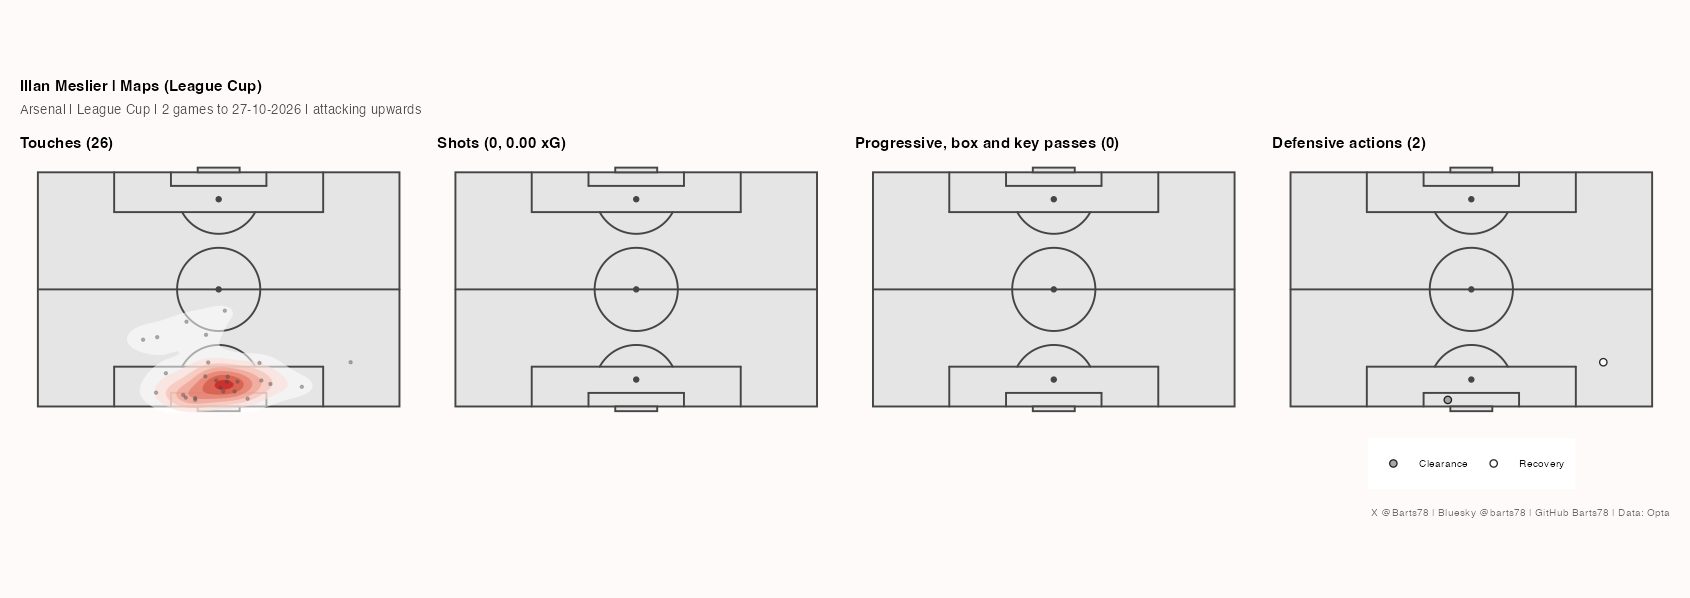 Illan Meslier | Maps (League Cup)
Arsenal | League Cup | 2 games to 27-10-2026 | attacking upwards
Touches (26)
Shots (0, 0.00 xG)
Progressive, box and key passes (0)
Defensive actions (2)
Clearance
Recovery
X @Barts78 | Bluesky @barts78 | GitHub Barts78 | Data: Opta